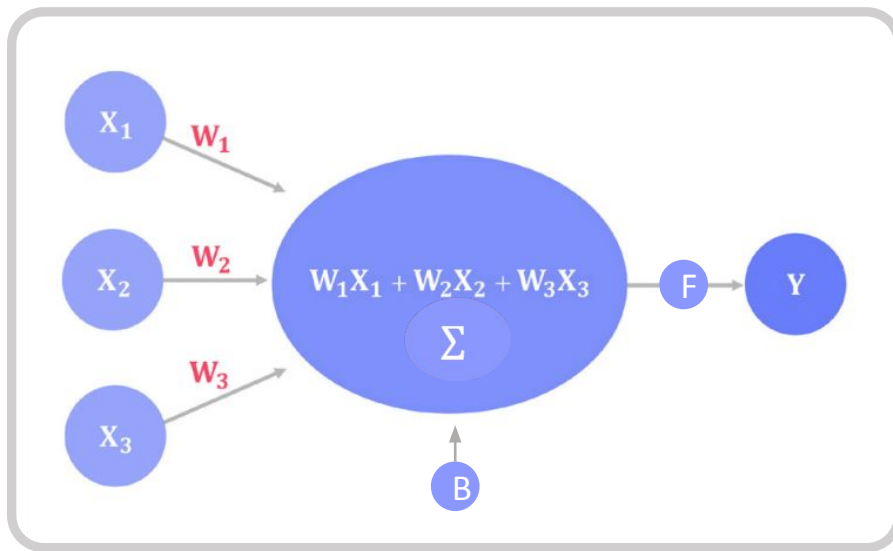 X₁
W₁
X₂
W₂
W₁X₁ + W₂X₂ + W₃X₃
Σ
F
Y
W₃
X₃
B